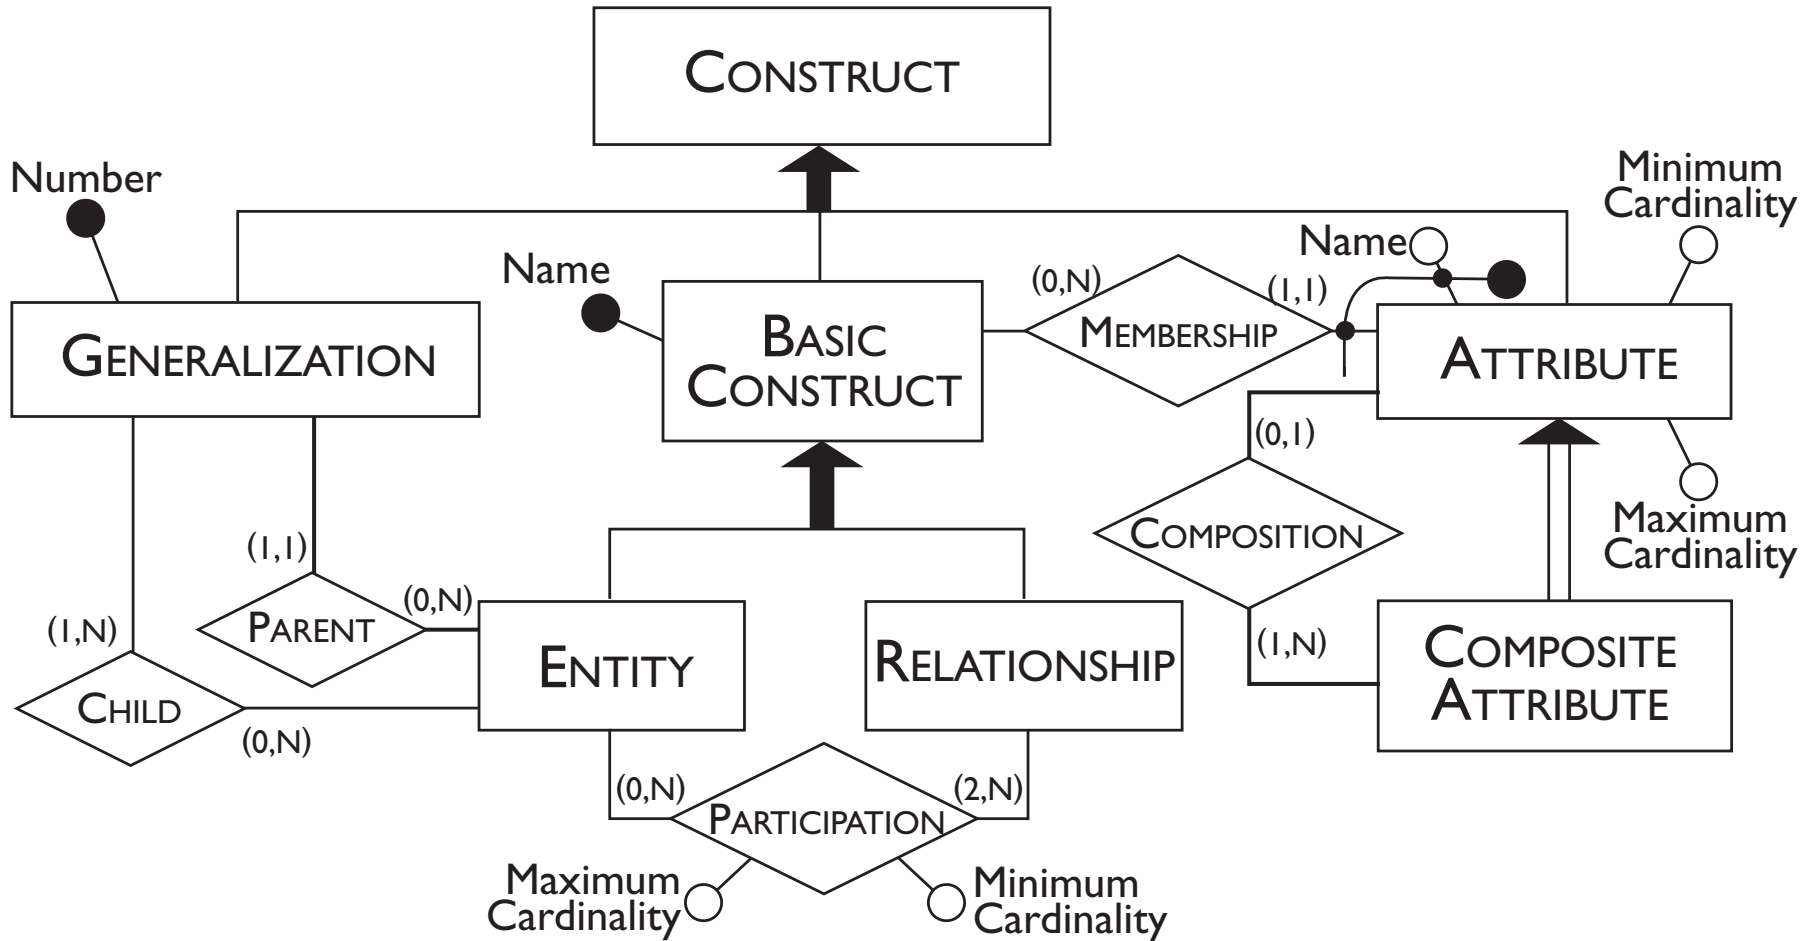 CONSTRUCT
Number
Minimum
Cardinality
Name
Name
(0,N)
(1,1)
GENERALIZATION
BASIC
CONSTRUCT
MEMBERSHIP
ATTRIBUTE
(0,1)
Maximum
Cardinality
COMPOSITION
(1,1)
(0,N)
PARENT
(1,N)
CHILD
(0,N)
ENTITY
RELATIONSHIP
(1,N)
COMPOSITE
ATTRIBUTE
(0,N)
(2,N)
PARTICIPATION
Maximum
Cardinality
Minimum
Cardinality